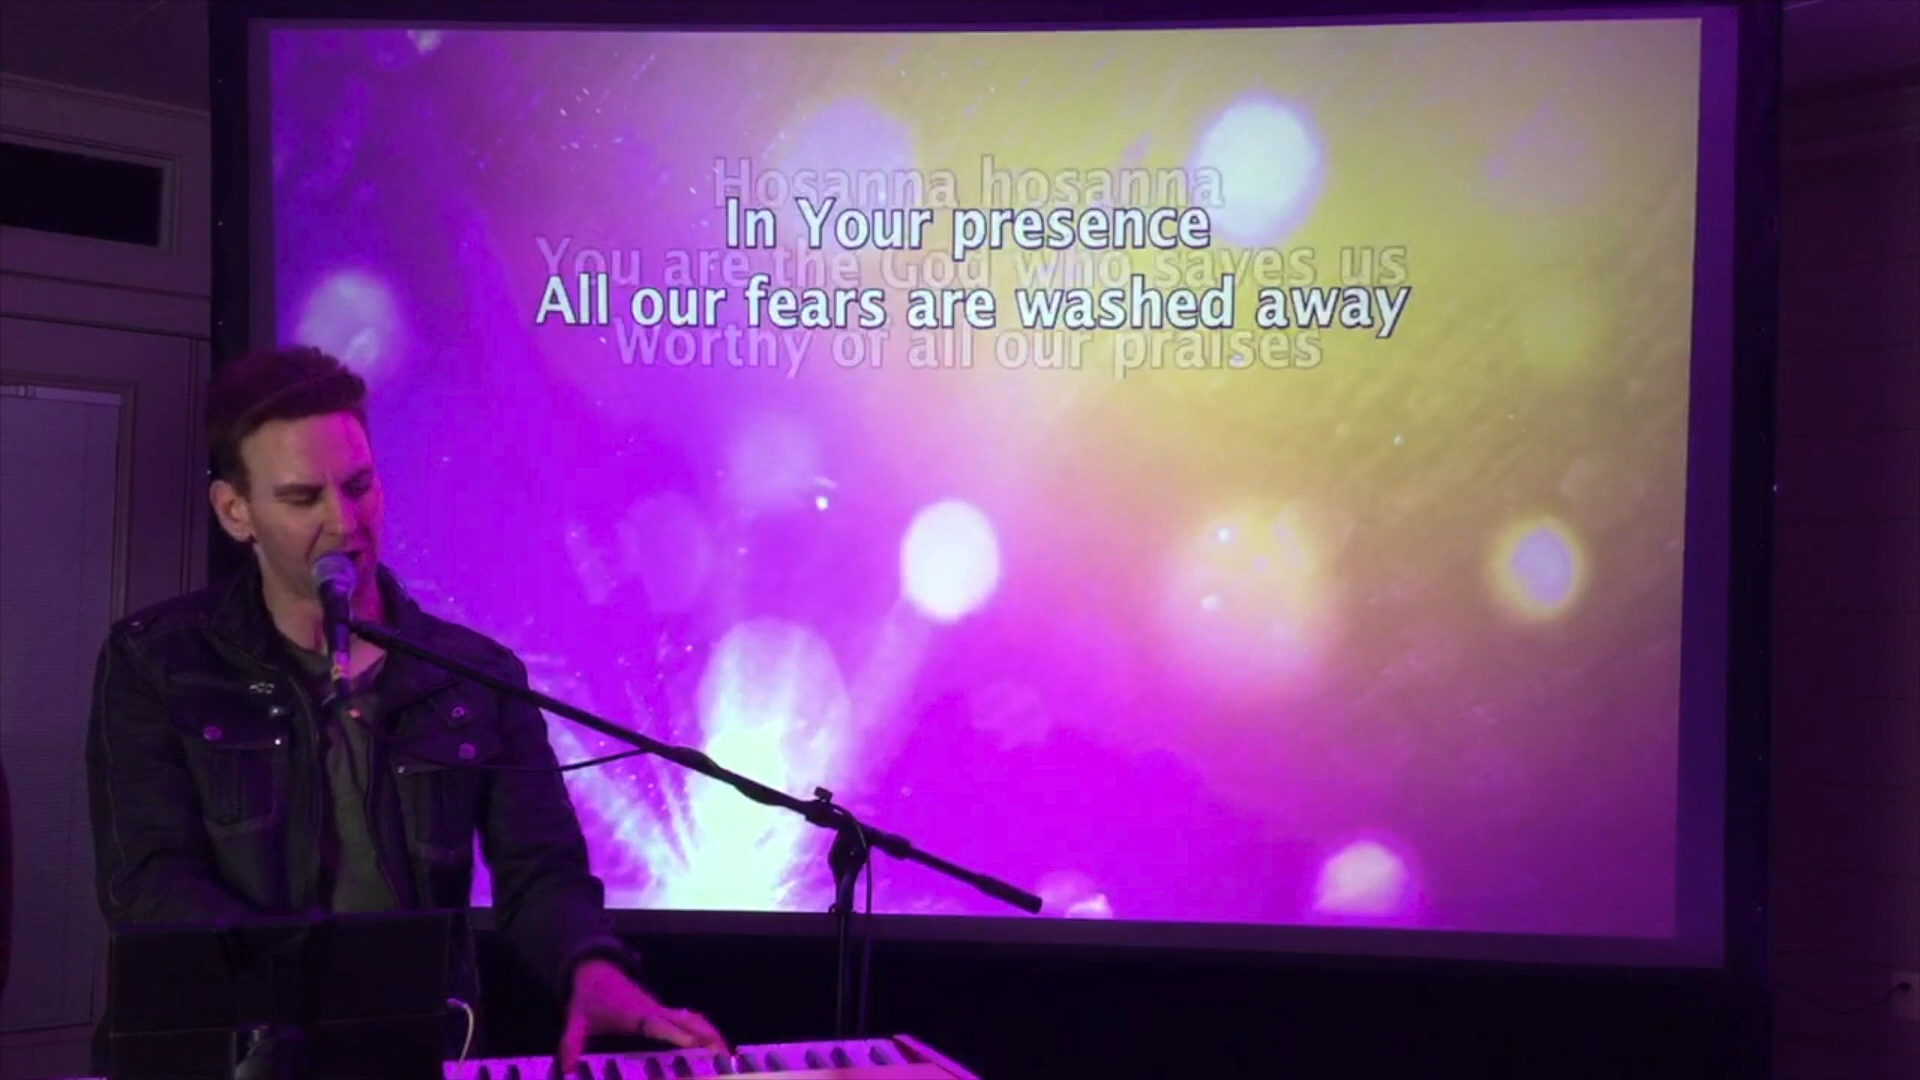 Hosanna hosanna
In Your presence
You are the God who saves us
All our fears are washed away
Worthy of all our praises